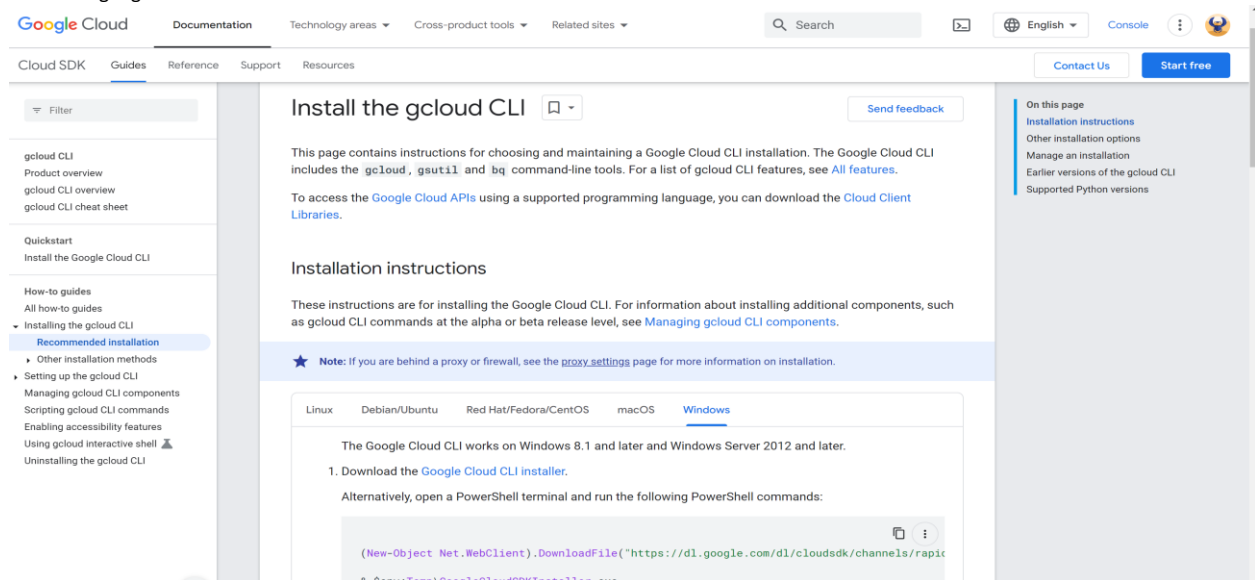 Google Cloud
Documentation
Technology areas
Cross-product tools
Related sites
Search
English
Console
Cloud SDK
Guides
Reference
Support
Resources
Contact Us
Start free
Filter
gcloud CLI
Product overview
gcloud CLI overview
gcloud CLI cheat sheet
Quickstart
Install the Google Cloud CLI
How-to guides
All how-to guides
Installing the gcloud CLI
Recommended installation
Other installation methods
Setting up the gcloud CLI
Managing gcloud CLI components
Scripting gcloud CLI commands
Enabling accessibility features
Using gcloud interactive shell
Uninstalling the gcloud CLI
Install the gcloud CLI
Send feedback
This page contains instructions for choosing and maintaining a Google Cloud CLI installation. The Google Cloud CLI
includes the gcloud, gsutil and bq command-line tools. For a list of gcloud CLI features, see All features.
To access the Google Cloud APIs using a supported programming language, you can download the Cloud Client
Libraries.
Installation instructions
These instructions are for installing the Google Cloud CLI. For information about installing additional components, such
as gcloud CLI commands at the alpha or beta release level, see Managing gcloud CLI components.
Note: If you are behind a proxy or firewall, see the proxy settings page for more information on installation.
Linux
Debian/Ubuntu
Red Hat/Fedora/CentOS
macOS
Windows
The Google Cloud CLI works on Windows 8.1 and later and Windows Server 2012 and later.
1. Download the Google Cloud CLI installer.
Alternatively, open a PowerShell terminal and run the following PowerShell commands:
(New-Object Net.WebClient).DownloadFile("https://dl.google.com/dl/cloudsdk/channels/rapid
On this page
Installation instructions
Other installation options
Manage an installation
Earlier versions of the gcloud CLI
Supported Python versions